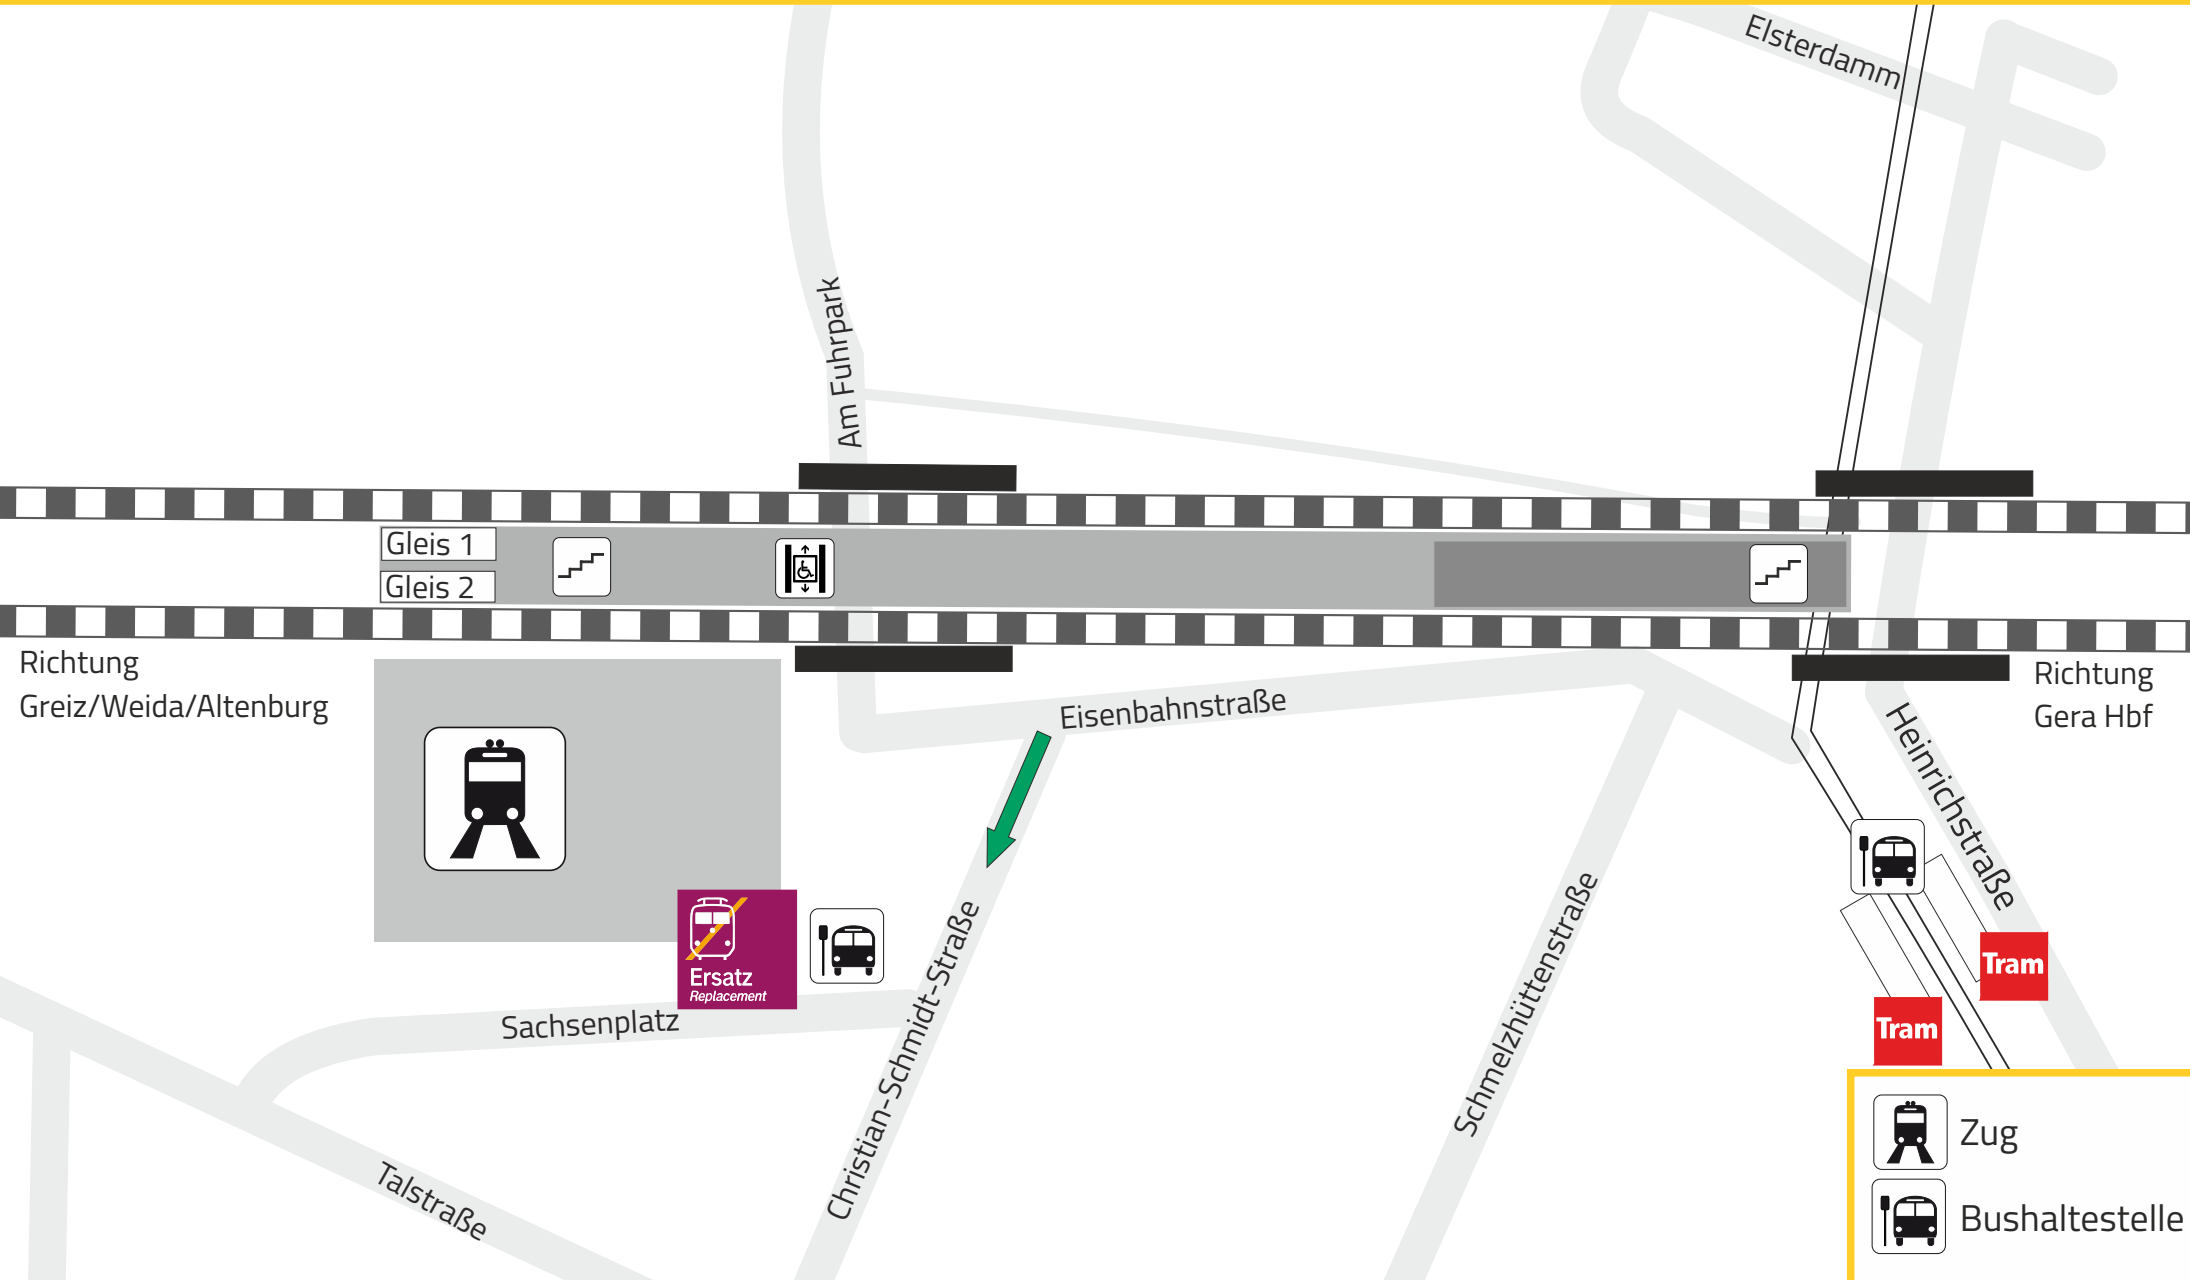 Elsterdamm
Am Fuhrpark
Gleis 1
Gleis 2
Richtung
Greiz/Weida/Altenburg
Richtung
Gera Hbf
Eisenbahnstraße
Heinrichstraße
Christian-Schmidt-Straße
Schmelzhüttenstraße
Ersatz
Replacement
Sachsenplatz
Tram
Tram
Talstraße
Zug
Bushaltestelle